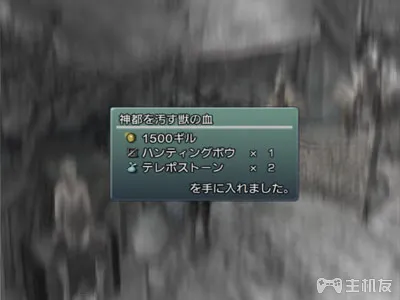 神都を汚す獣の血
1500ギル
ハンティングボウ × 1
テレポストーン × 2
を手に入れました。
主机友